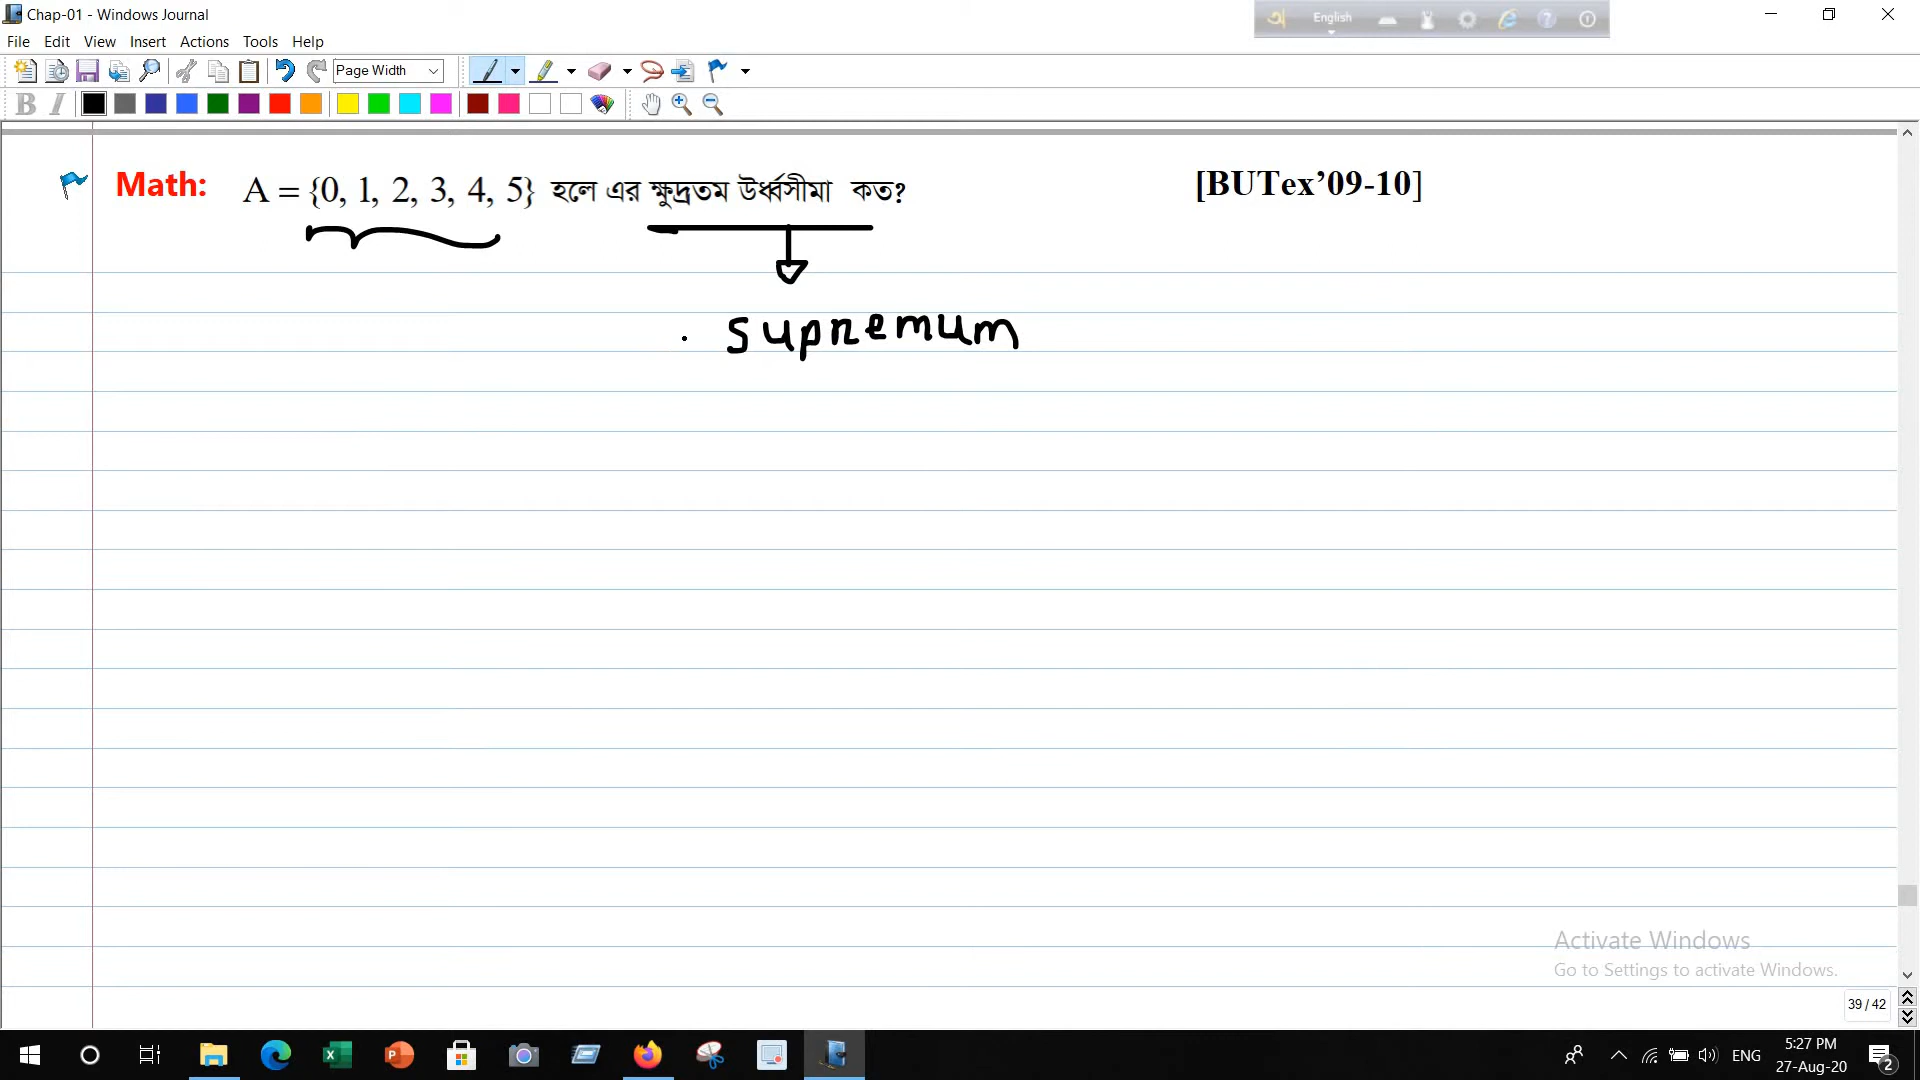 Chap-01 - Windows Journal
English
File Edit View Insert Actions Tools Help
Page Width
B I
Math: A = {0, 1, 2, 3, 4, 5} হলে এর ক্ষুদ্রতম উর্ধ্বসীমা কত? [BUTex’09-10]
supremum
Activate Windows
Go to Settings to activate Windows.
39 / 42
ENG
5:27 PM
27-Aug-20
2